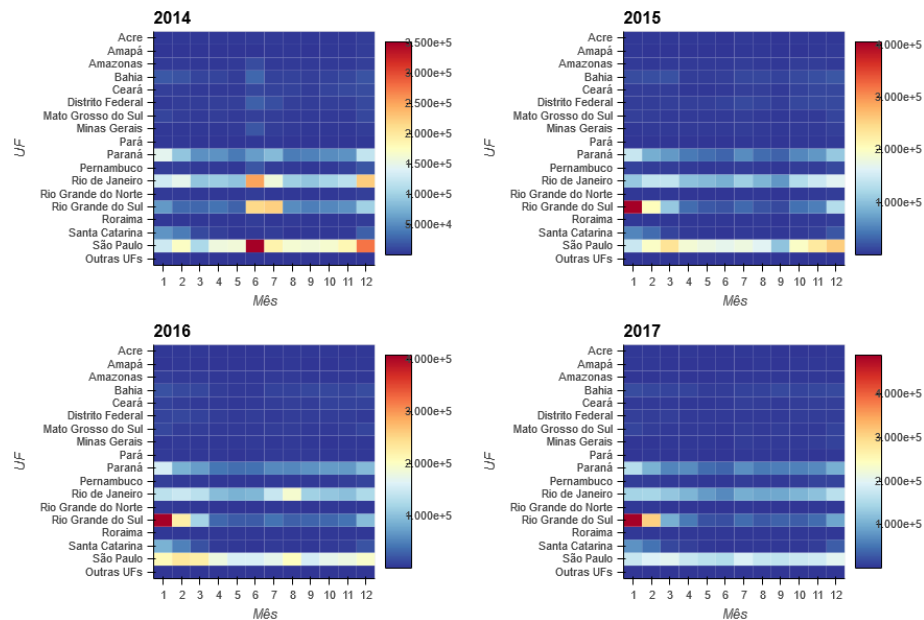 2014
Acre
Amapá
Amazonas
Bahia
Ceará
Distrito Federal
Mato Grosso do Sul
Minas Gerais
Pará
Paraná
Pernambuco
Rio de Janeiro
Rio Grande do Norte
Rio Grande do Sul
Roraima
Santa Catarina
São Paulo
Outras UFs
UF
1 2 3 4 5 6 7 8 9 10 11 12
Mês
3.500e+5
3.000e+5
2.500e+5
2.000e+5
1.500e+5
1.000e+5
5.000e+4
2015
Acre
Amapá
Amazonas
Bahia
Ceará
Distrito Federal
Mato Grosso do Sul
Minas Gerais
Pará
Paraná
Pernambuco
Rio de Janeiro
Rio Grande do Norte
Rio Grande do Sul
Roraima
Santa Catarina
São Paulo
Outras UFs
UF
1 2 3 4 5 6 7 8 9 10 11 12
Mês
4.000e+5
3.000e+5
2.000e+5
1.000e+5
2016
Acre
Amapá
Amazonas
Bahia
Ceará
Distrito Federal
Mato Grosso do Sul
Minas Gerais
Pará
Paraná
Pernambuco
Rio de Janeiro
Rio Grande do Norte
Rio Grande do Sul
Roraima
Santa Catarina
São Paulo
Outras UFs
UF
1 2 3 4 5 6 7 8 9 10 11 12
Mês
4.000e+5
3.000e+5
2.000e+5
1.000e+5
2017
Acre
Amapá
Amazonas
Bahia
Ceará
Distrito Federal
Mato Grosso do Sul
Minas Gerais
Pará
Paraná
Pernambuco
Rio de Janeiro
Rio Grande do Norte
Rio Grande do Sul
Roraima
Santa Catarina
São Paulo
Outras UFs
UF
1 2 3 4 5 6 7 8 9 10 11 12
Mês
4.000e+5
3.000e+5
2.000e+5
1.000e+5